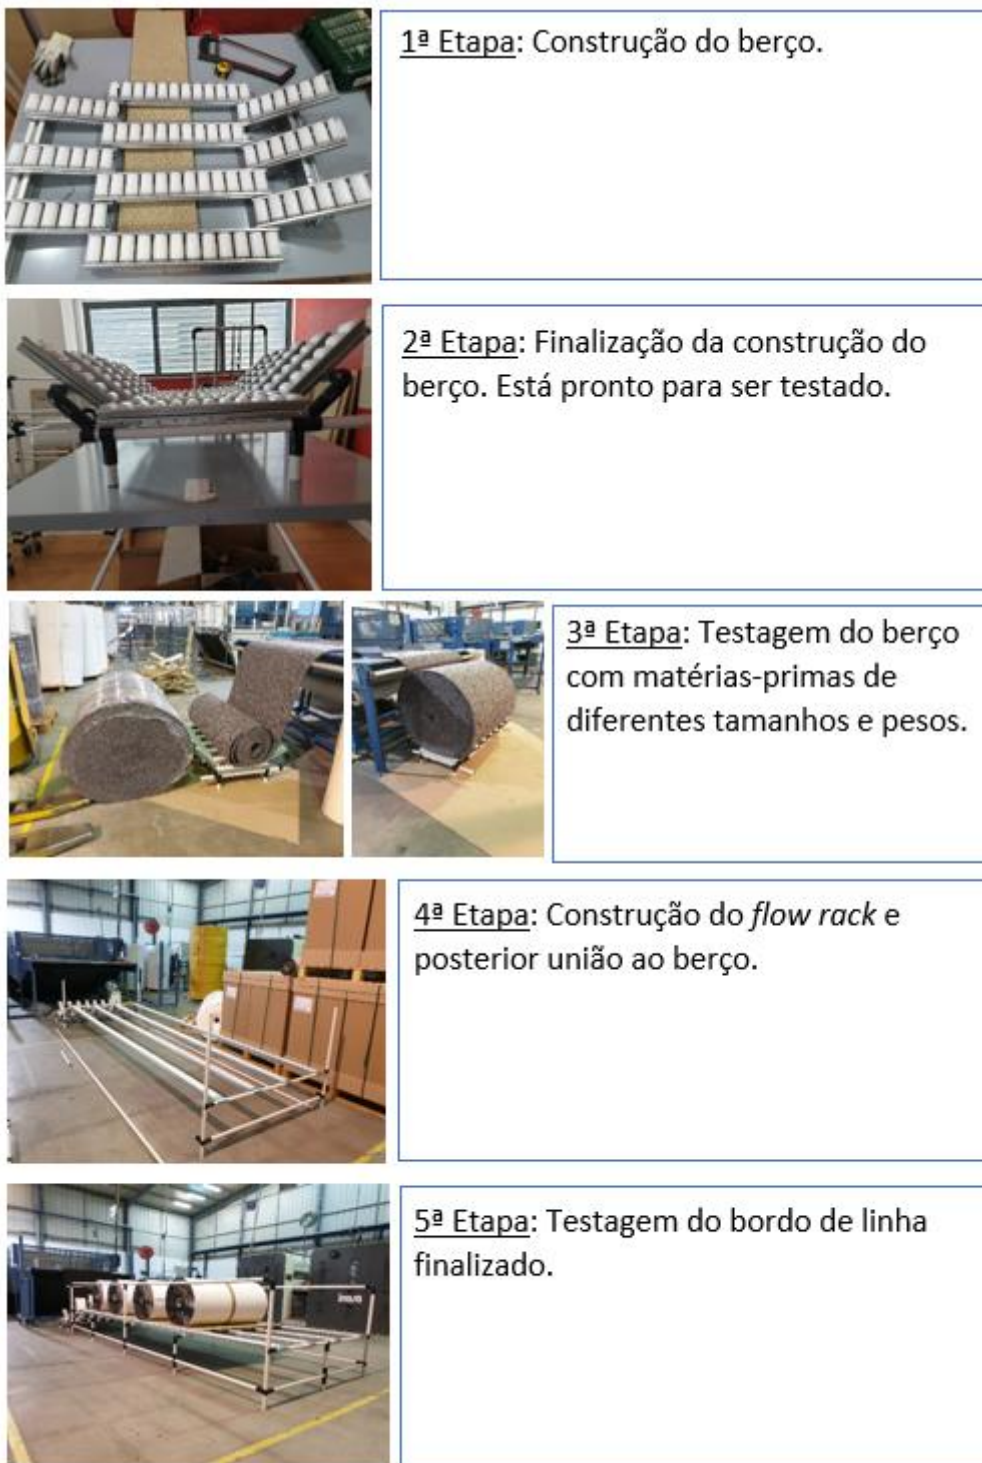 1ª Etapa: Construção do berço.
2ª Etapa: Finalização da construção do
berço. Está pronto para ser testado.
3ª Etapa: Testagem do berço
com matérias-primas de
diferentes tamanhos e pesos.
4ª Etapa: Construção do flow rack e
posterior união ao berço.
5ª Etapa: Testagem do bordo de linha
finalizado.